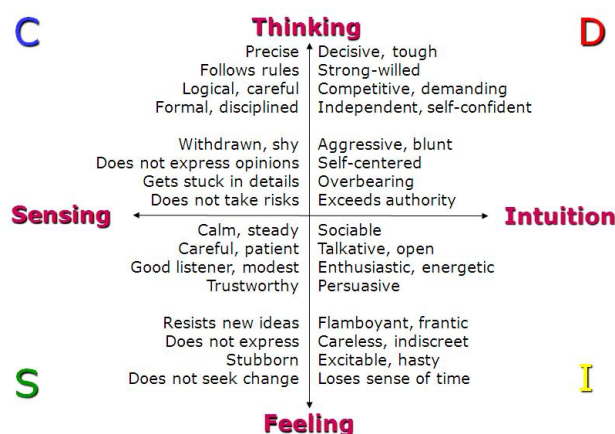 C
Thinking
D
Precise
Follows rules
Logical, careful
Formal, disciplined
Decisive, tough
Strong-willed
Competitive, demanding
Independent, self-confident
Withdrawn, shy
Does not express opinions
Gets stuck in details
Does not take risks
Aggressive, blunt
Self-centered
Overbearing
Exceeds authority
Sensing
Intuition
Calm, steady
Careful, patient
Good listener, modest
Trustworthy
Sociable
Talkative, open
Enthusiastic, energetic
Persuasive
Resists new ideas
Does not express
Stubborn
Does not seek change
Flamboyant, frantic
Careless, indiscreet
Excitable, hasty
Loses sense of time
S
Feeling
I